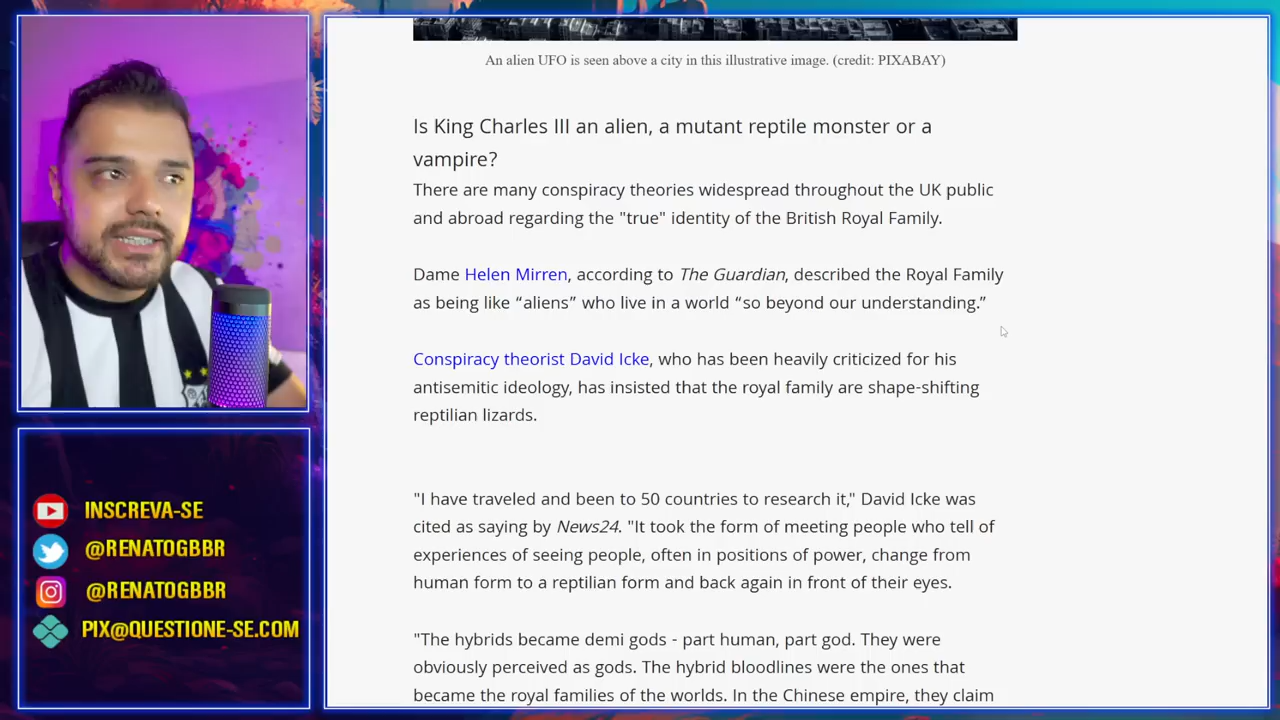 An alien UFO is seen above a city in this illustrative image. (credit: PIXABAY)
Is King Charles III an alien, a mutant reptile monster or a
vampire?
There are many conspiracy theories widespread throughout the UK public
and abroad regarding the "true" identity of the British Royal Family.
Dame Helen Mirren, according to The Guardian, described the Royal Family
as being like “aliens” who live in a world “so beyond our understanding.”
Conspiracy theorist David Icke, who has been heavily criticized for his
antisemitic ideology, has insisted that the royal family are shape-shifting
reptilian lizards.
"I have traveled and been to 50 countries to research it," David Icke was
cited as saying by News24. "It took the form of meeting people who tell of
experiences of seeing people, often in positions of power, change from
human form to a reptilian form and back again in front of their eyes.
"The hybrids became demi gods - part human, part god. They were
obviously perceived as gods. The hybrid bloodlines were the ones that
became the royal families of the worlds. In the Chinese empire, they claim
INSCREVA-SE
@RENATOGBBR
@RENATOGBBR
PIX@QUESTIONE-SE.COM